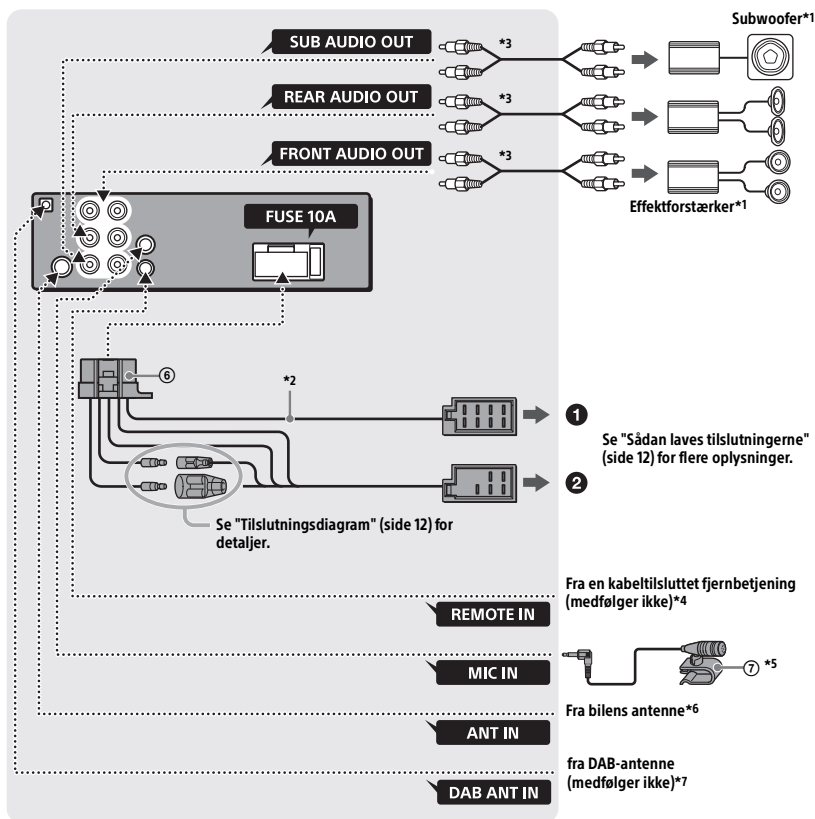 Subwoofer*1
SUB AUDIO OUT
*3
REAR AUDIO OUT
*3
FRONT AUDIO OUT
*3
Effektforstærker*1
FUSE 10A
⑥
*2
❶
Se "Sådan laves tilslutningerne"
(side 12) for flere oplysninger.
❷
Se "Tilslutningsdiagram" (side 12) for
detaljer.
Fra en kabeltilsluttet fjernbetjening
(medfølger ikke)*4
REMOTE IN
⑦ *5
MIC IN
Fra bilens antenne*6
ANT IN
fra DAB-antenne
(medfølger ikke)*7
DAB ANT IN